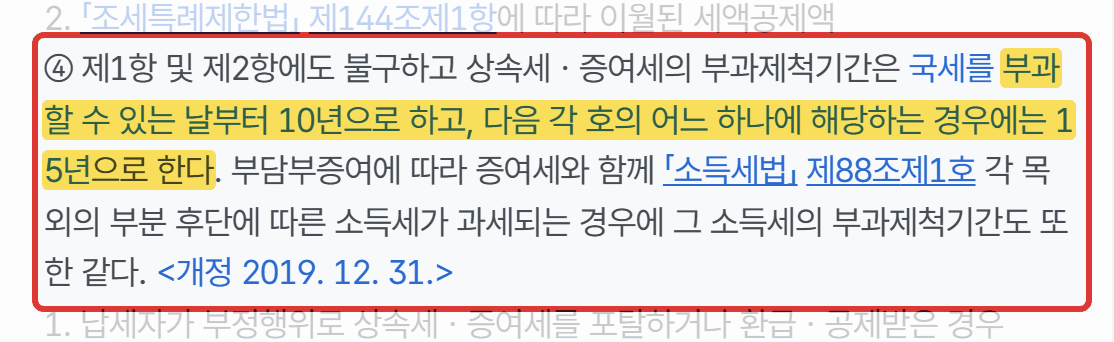 2. 「조세특례제한법」 제144조제1항에 따라 이월된 세액공제액
④ 제1항 및 제2항에도 불구하고 상속세ㆍ증여세의 부과제척기간은 국세를 부과
할 수 있는 날부터 10년으로 하고, 다음 각 호의 어느 하나에 해당하는 경우에는 1
5년으로 한다. 부담부증여에 따라 증여세와 함께 「소득세법」 제88조제1호 각 목
외의 부분 후단에 따른 소득세가 과세되는 경우에 그 소득세의 부과제척기간도 또
한 같다. <개정 2019. 12. 31.>
1. 납세자가 부정행위로 상속세ㆍ증여세를 포탈하거나 환급ㆍ공제받은 경우